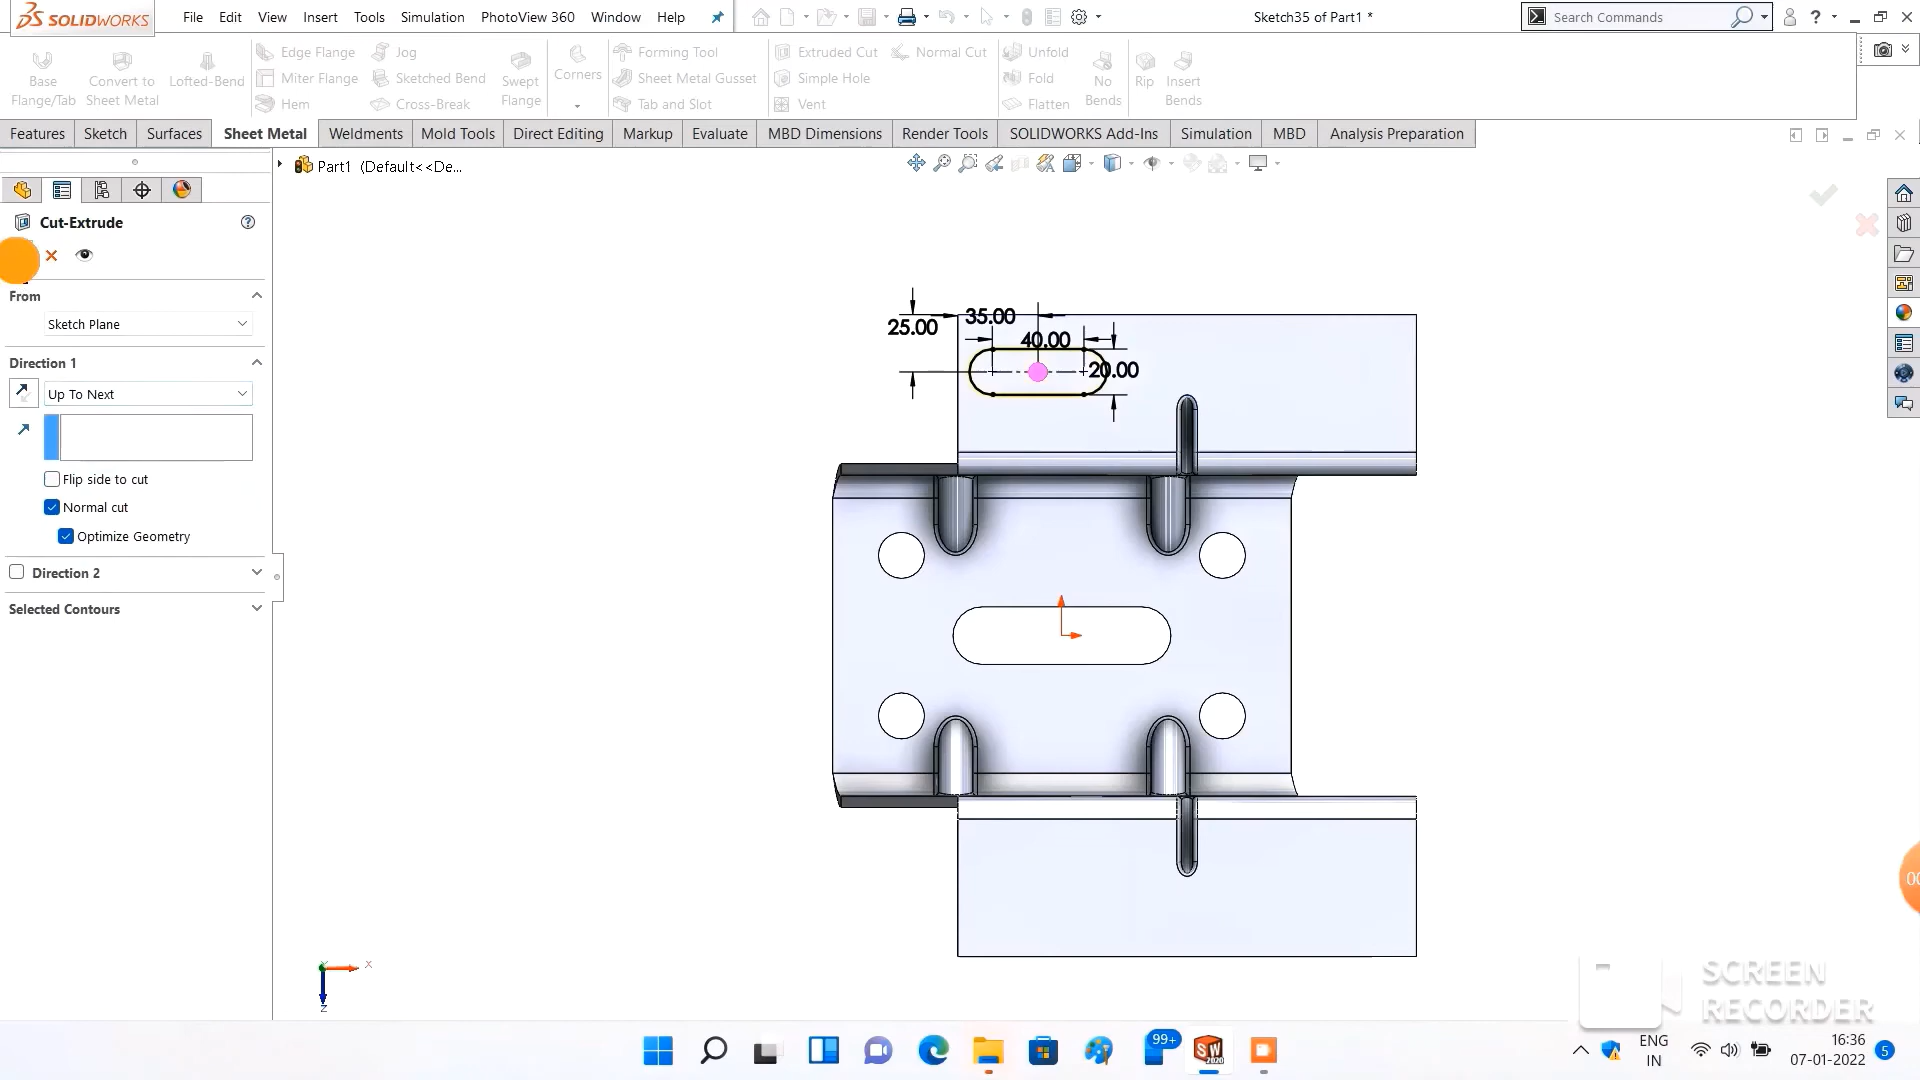 SOLIDWORKS File Edit View Insert Tools Simulation PhotoView 360 Window Help Sketch35 of Part1 * Search Commands ?
Base Flange/Tab
Convert to Sheet Metal
Lofted-Bend
Edge Flange
Miter Flange
Hem
Jog
Sketched Bend
Cross-Break
Swept Flange
Corners
Forming Tool
Sheet Metal Gusset
Tab and Slot
Extruded Cut
Simple Hole
Vent
Normal Cut
Unfold
Fold
Flatten
No Bends
Rip
Insert Bends
Features Sketch Surfaces Sheet Metal Weldments Mold Tools Direct Editing Markup Evaluate MBD Dimensions Render Tools SOLIDWORKS Add-Ins Simulation MBD Analysis Preparation
Part1 (Default<<De...
Cut-Extrude
From
Sketch Plane
Direction 1
Up To Next
Flip side to cut
Normal cut
Optimize Geometry
Direction 2
Selected Contours
35.00
25.00
40.00
20.00
X
Z
00
SCREEN
RECORDER
SW
2020
99+
ENG
IN
16:36
07-01-2022
5